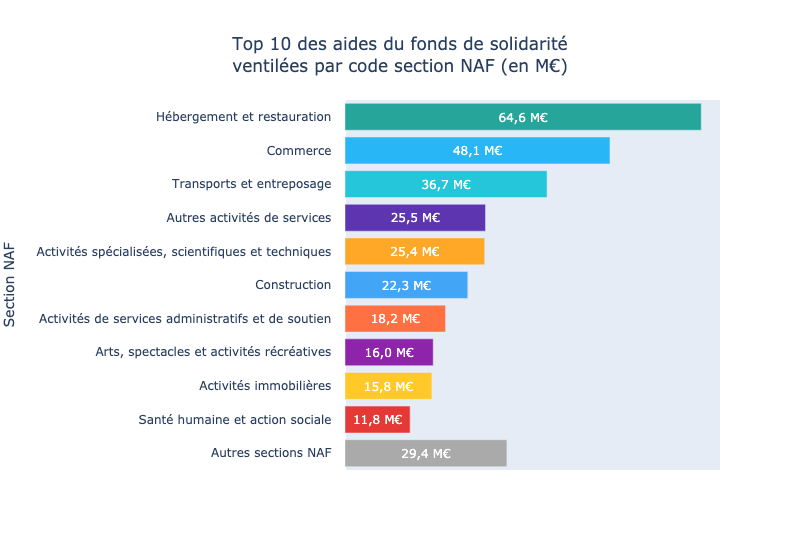 Top 10 des aides du fonds de solidarité
ventilées par code section NAF (en M€)
Section NAF
Hébergement et restauration 64,6 M€
Commerce 48,1 M€
Transports et entreposage 36,7 M€
Autres activités de services 25,5 M€
Activités spécialisées, scientifiques et techniques 25,4 M€
Construction 22,3 M€
Activités de services administratifs et de soutien 18,2 M€
Arts, spectacles et activités récréatives 16,0 M€
Activités immobilières 15,8 M€
Santé humaine et action sociale 11,8 M€
Autres sections NAF 29,4 M€